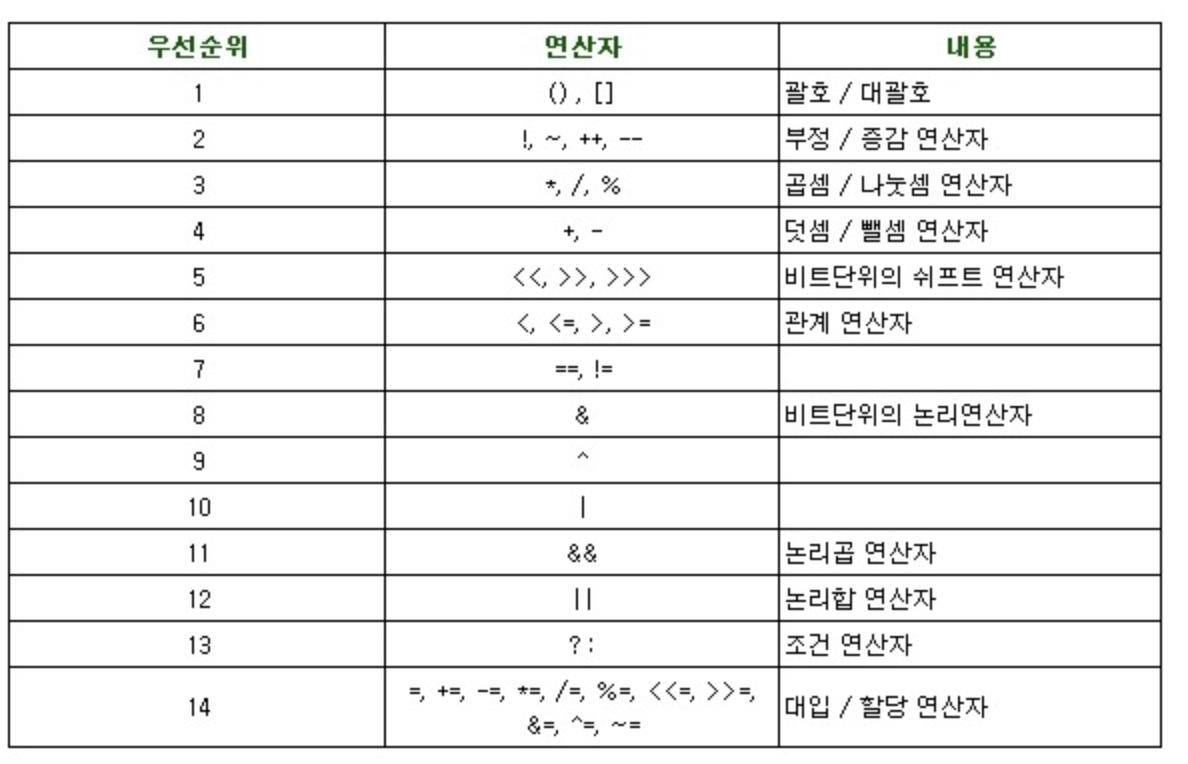 우선순위 연산자 내용
1 () , [] 괄호 / 대괄호
2 !, ~, ++, -- 부정 / 증감 연산자
3 *, /, % 곱셈 / 나눗셈 연산자
4 +, - 덧셈 / 뺄셈 연산자
5 <<, >>, >>> 비트단위의 쉬프트 연산자
6 <, <=, >, >= 관계 연산자
7 ==, !=
8 & 비트단위의 논리연산자
9 ^
10 |
11 && 논리곱 연산자
12 || 논리합 연산자
13 ? : 조건 연산자
14 =, +=, -=, *=, /=, %=, <<=, >>=, 대입 / 할당 연산자
&=, ^=, ~=